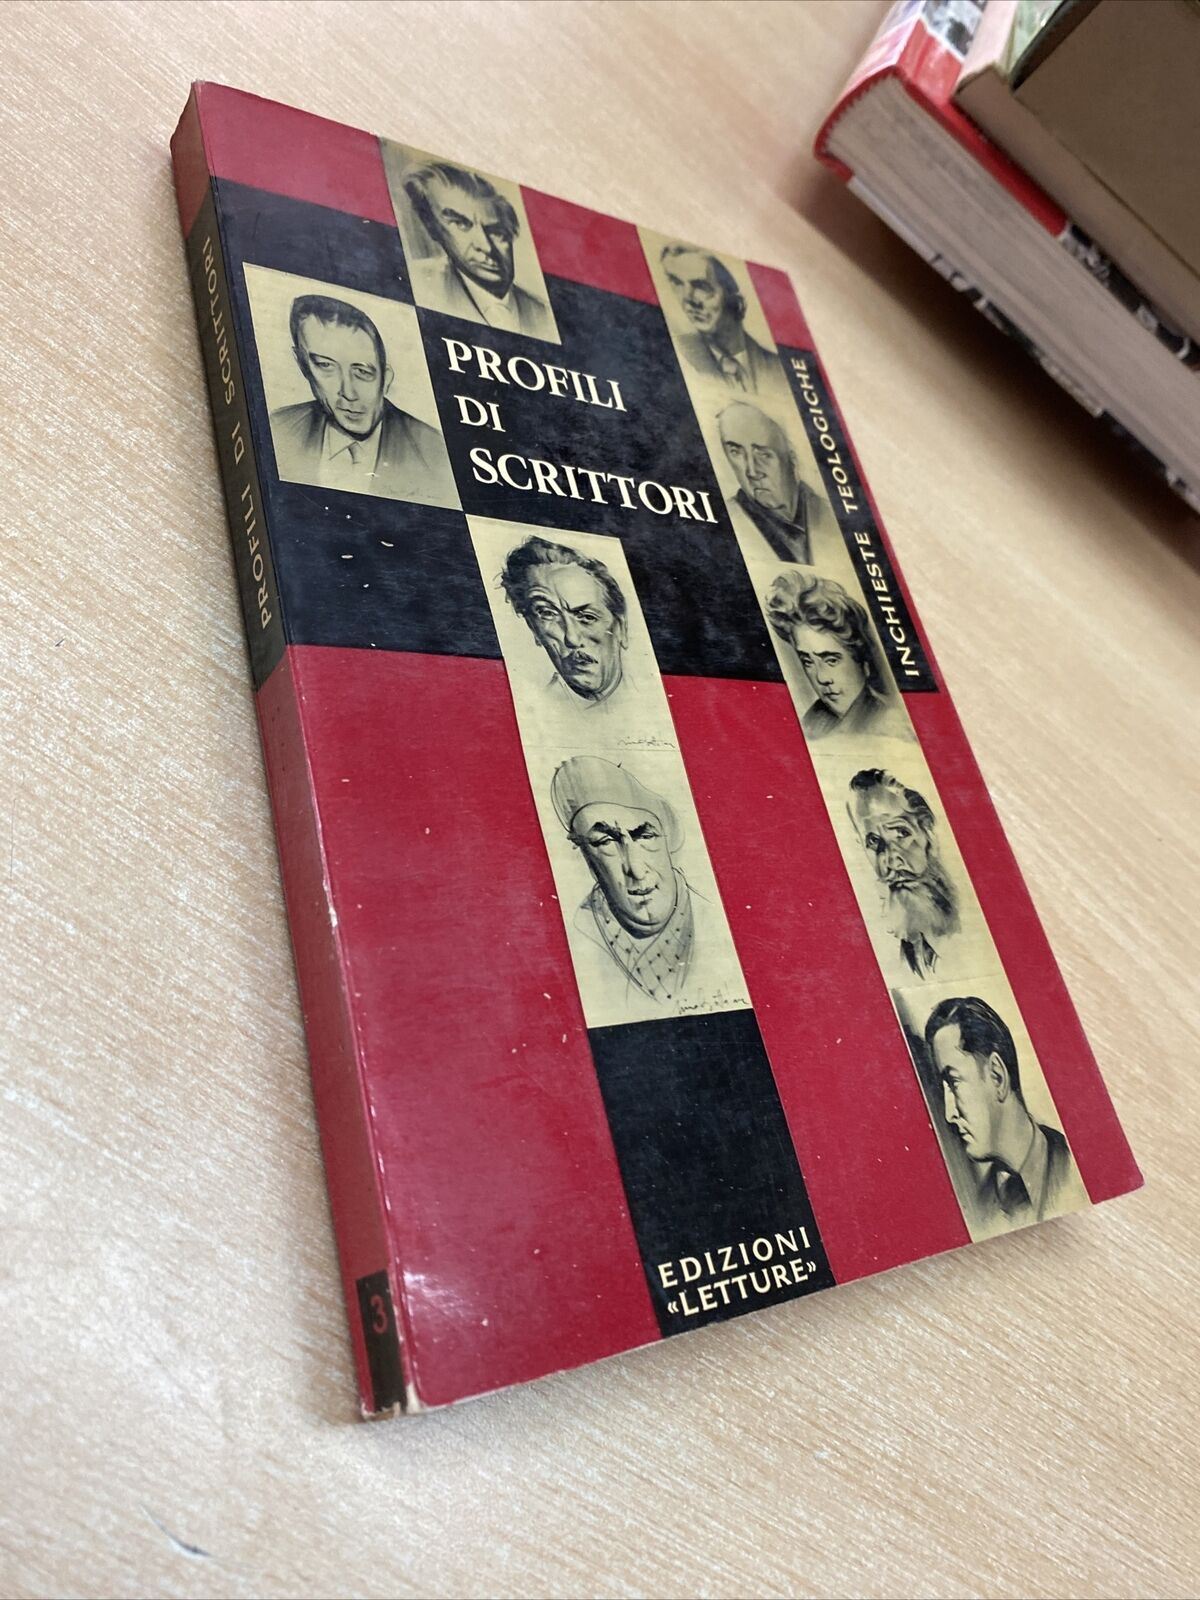 PROFILI
DI
SCRITTORI
INCHIESTE TEOLOGICHE
EDIZIONI
«LETTURE»
PROFILI DI SCRITTORI
3